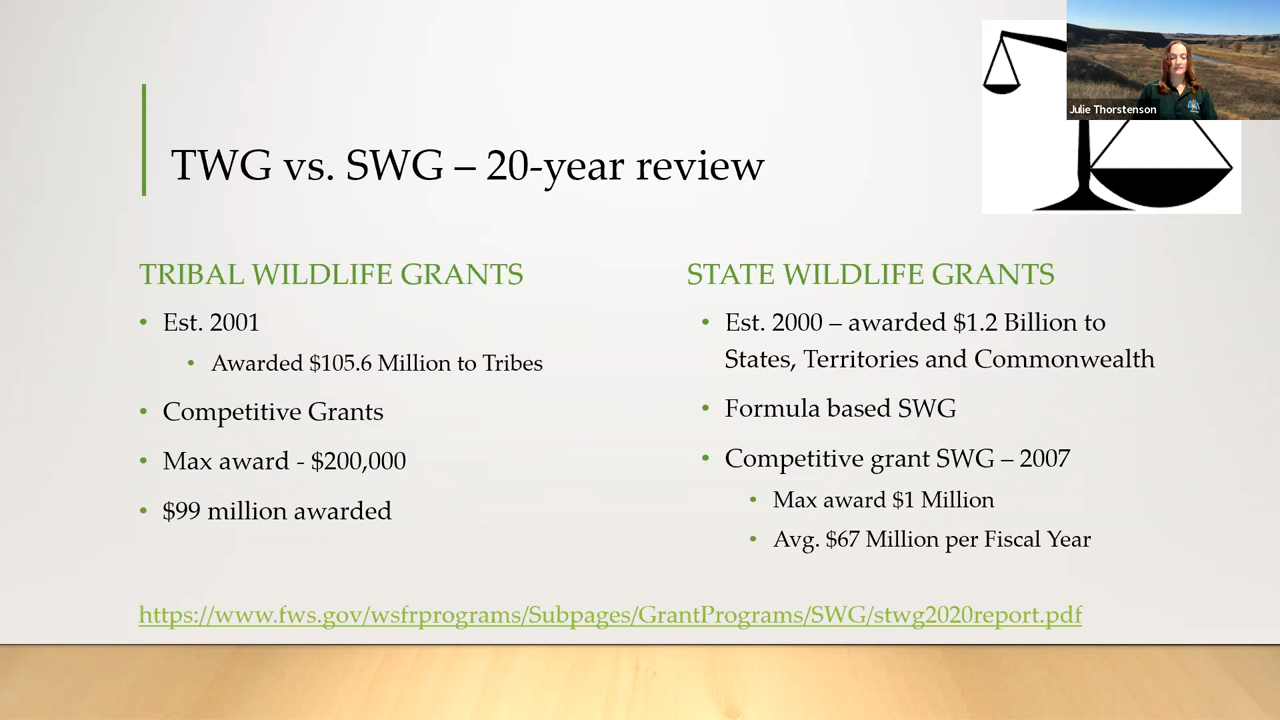 Julie Thorstenson
TWG vs. SWG – 20-year review
TRIBAL WILDLIFE GRANTS
• Est. 2001
• Awarded $105.6 Million to Tribes
• Competitive Grants
• Max award - $200,000
• $99 million awarded
STATE WILDLIFE GRANTS
• Est. 2000 – awarded $1.2 Billion to
States, Territories and Commonwealth
• Formula based SWG
• Competitive grant SWG – 2007
• Max award $1 Million
• Avg. $67 Million per Fiscal Year
https://www.fws.gov/wsfrprograms/Subpages/GrantPrograms/SWG/stwg2020report.pdf